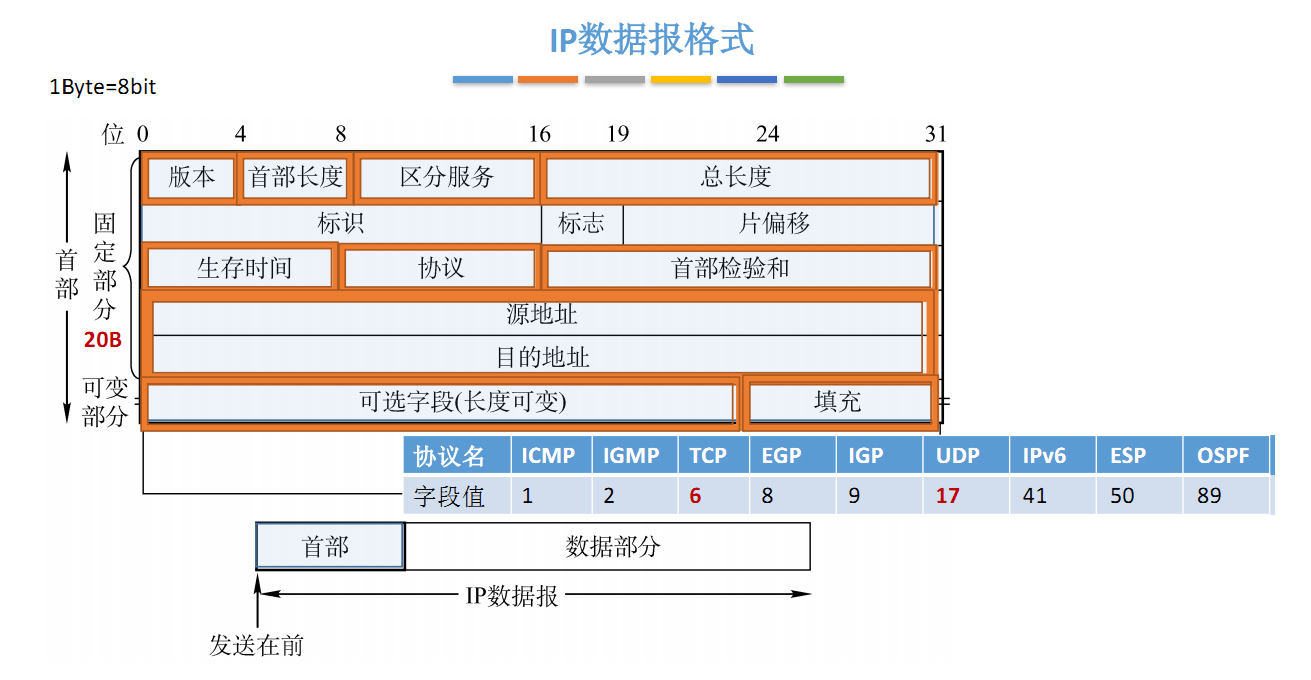 IP数据报格式
1Byte=8bit
位 0 4 8 16 19 24 31
版本 首部长度 区分服务 总长度
标识 标志 片偏移
生存时间 协议 首部检验和
源地址
目的地址
可选字段(长度可变) 填充
首部
固定部分
20B
可变部分
协议名 ICMP IGMP TCP EGP IGP UDP IPv6 ESP OSPF
字段值 1 2 6 8 9 17 41 50 89
首部 数据部分
IP数据报
发送在前